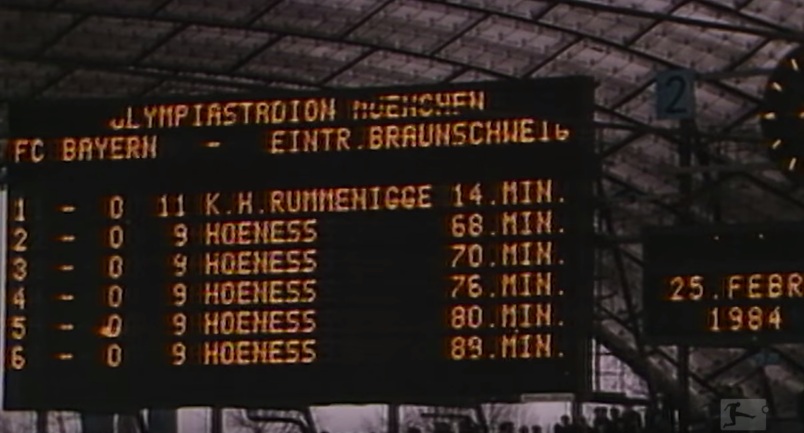 OLYMPIASTADION MUENCHEN
FC BAYERN - EINTR.BRAUNSCHWEIG
1 - 0 11 K.H.RUMMENIGGE 14.MIN.
2 - 0 9 HOENESS 68.MIN.
3 - 0 9 HOENESS 70.MIN.
4 - 0 9 HOENESS 76.MIN.
5 - 0 9 HOENESS 80.MIN.
6 - 0 9 HOENESS 89.MIN.
2
25.FEBR
1984